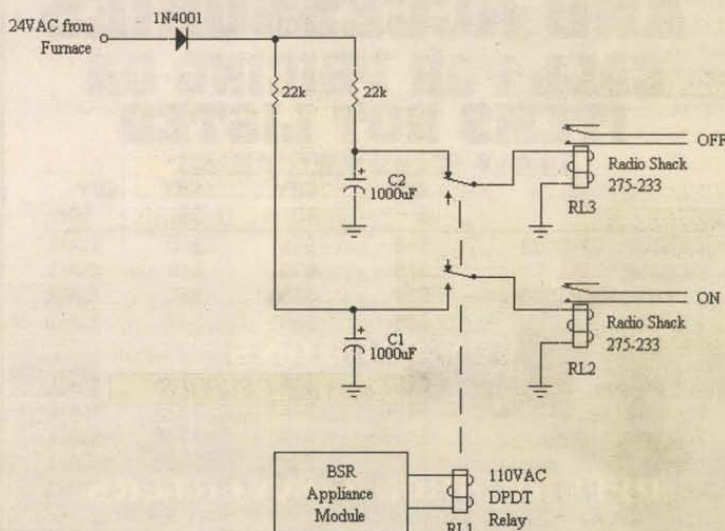 1N4001
24VAC from
Furnace
22k
22k
OFF
C2
1000uF
Radio Shack
275-233
RL3
ON
C1
1000uF
Radio Shack
275-233
RL2
BSR
Appliance
Module
110VAC
DPDT
Relay
RL1